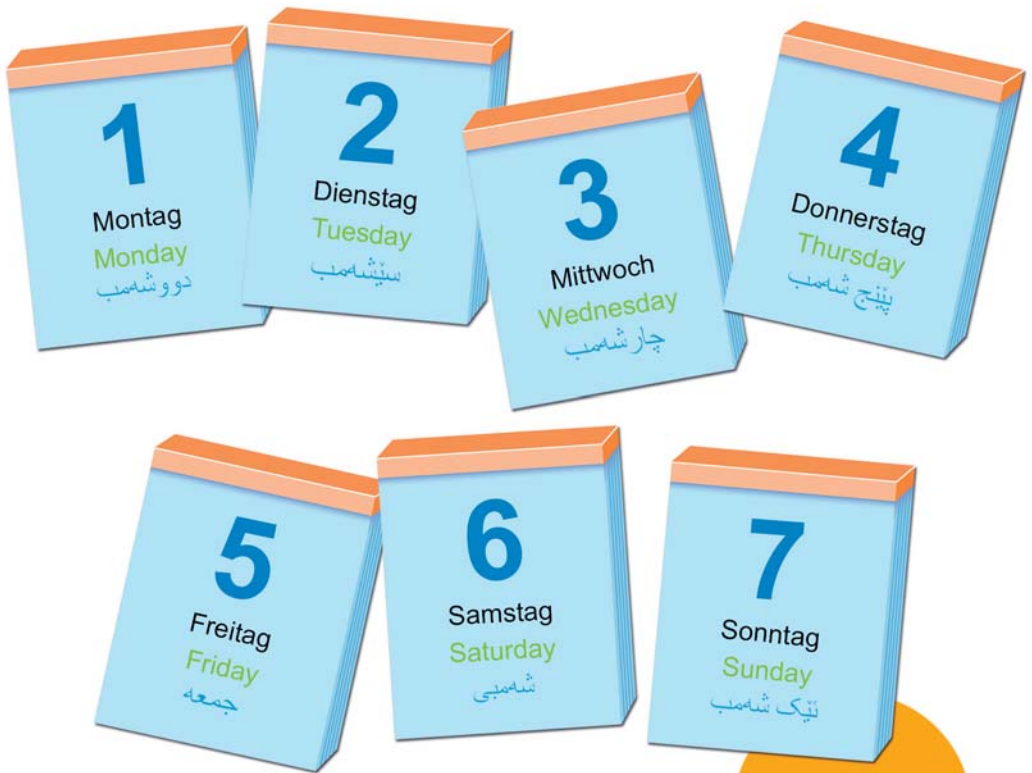 1
Montag
Monday
دووشەمب
2
Dienstag
Tuesday
سێشەمب
3
Mittwoch
Wednesday
چارشەمب
4
Donnerstag
Thursday
پێنج شەمب
5
Freitag
Friday
جمعه
6
Samstag
Saturday
شەمبی
7
Sonntag
Sunday
ئێک شەمب